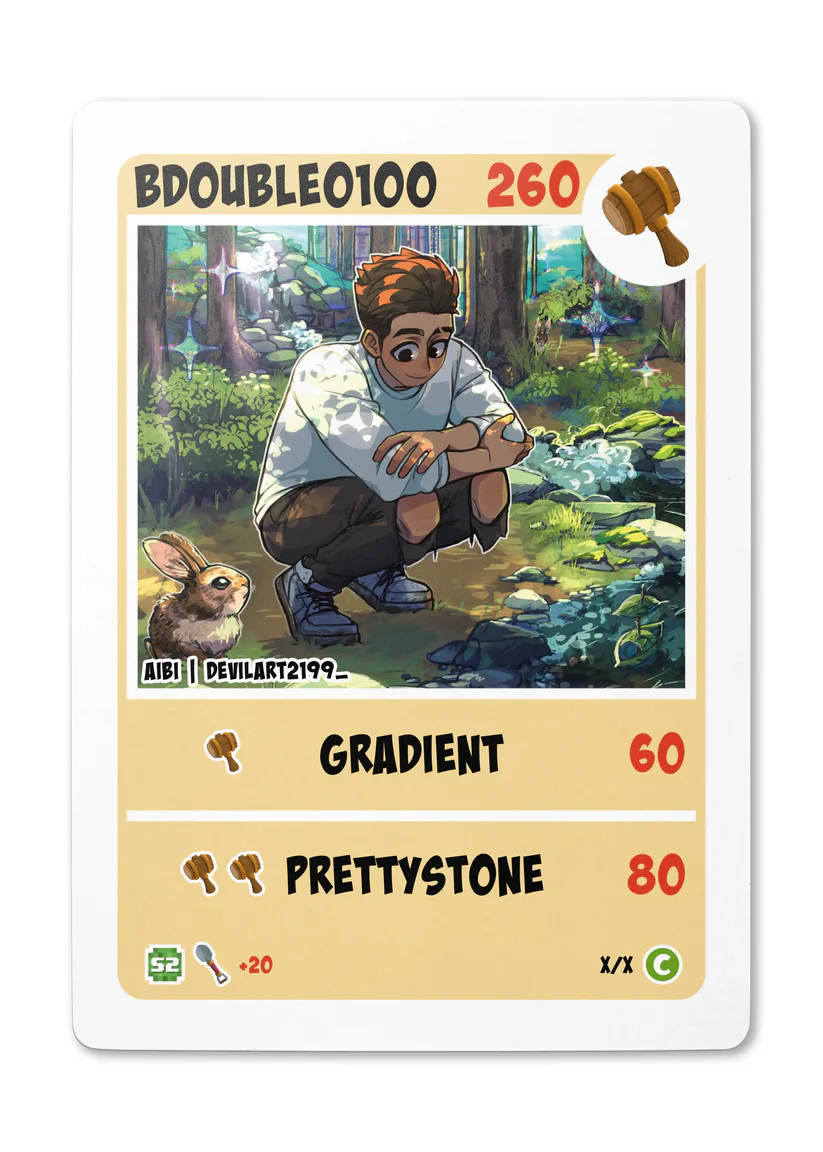 BDOUBLEO100 260
AIBI | DEVILART2199_
GRADIENT 60
PRETTYSTONE 80
S2 +20 X/X C